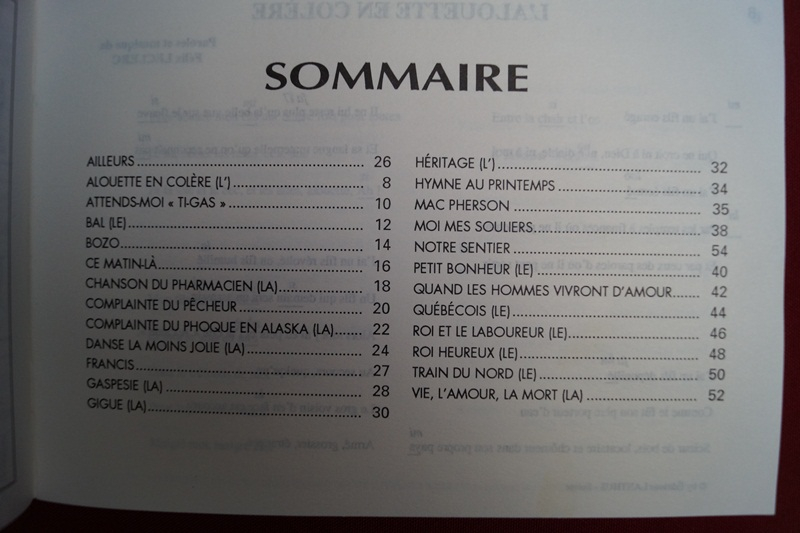 SOMMAIRE
AILLEURS 26
ALOUETTE EN COLÈRE (L') 8
ATTENDS-MOI « TI-GAS » 10
BAL (LE) 12
BOZO 14
CE MATIN-LÀ 16
CHANSON DU PHARMACIEN (LA) 18
COMPLAINTE DU PÊCHEUR 20
COMPLAINTE DU PHOQUE EN ALASKA (LA) 22
DANSE LA MOINS JOLIE (LA) 24
FRANCIS 27
GASPESIE (LA) 28
GIGUE (LA) 30
HÉRITAGE (L') 32
HYMNE AU PRINTEMPS 34
MAC PHERSON 35
MOI MES SOULIERS 38
NOTRE SENTIER 54
PETIT BONHEUR (LE) 40
QUAND LES HOMMES VIVRONT D'AMOUR 42
QUÉBÉCOIS (LE) 44
ROI ET LE LABOUREUR (LE) 46
ROI HEUREUX (LE) 48
TRAIN DU NORD (LE) 50
VIE, L'AMOUR, LA MORT (LA) 52